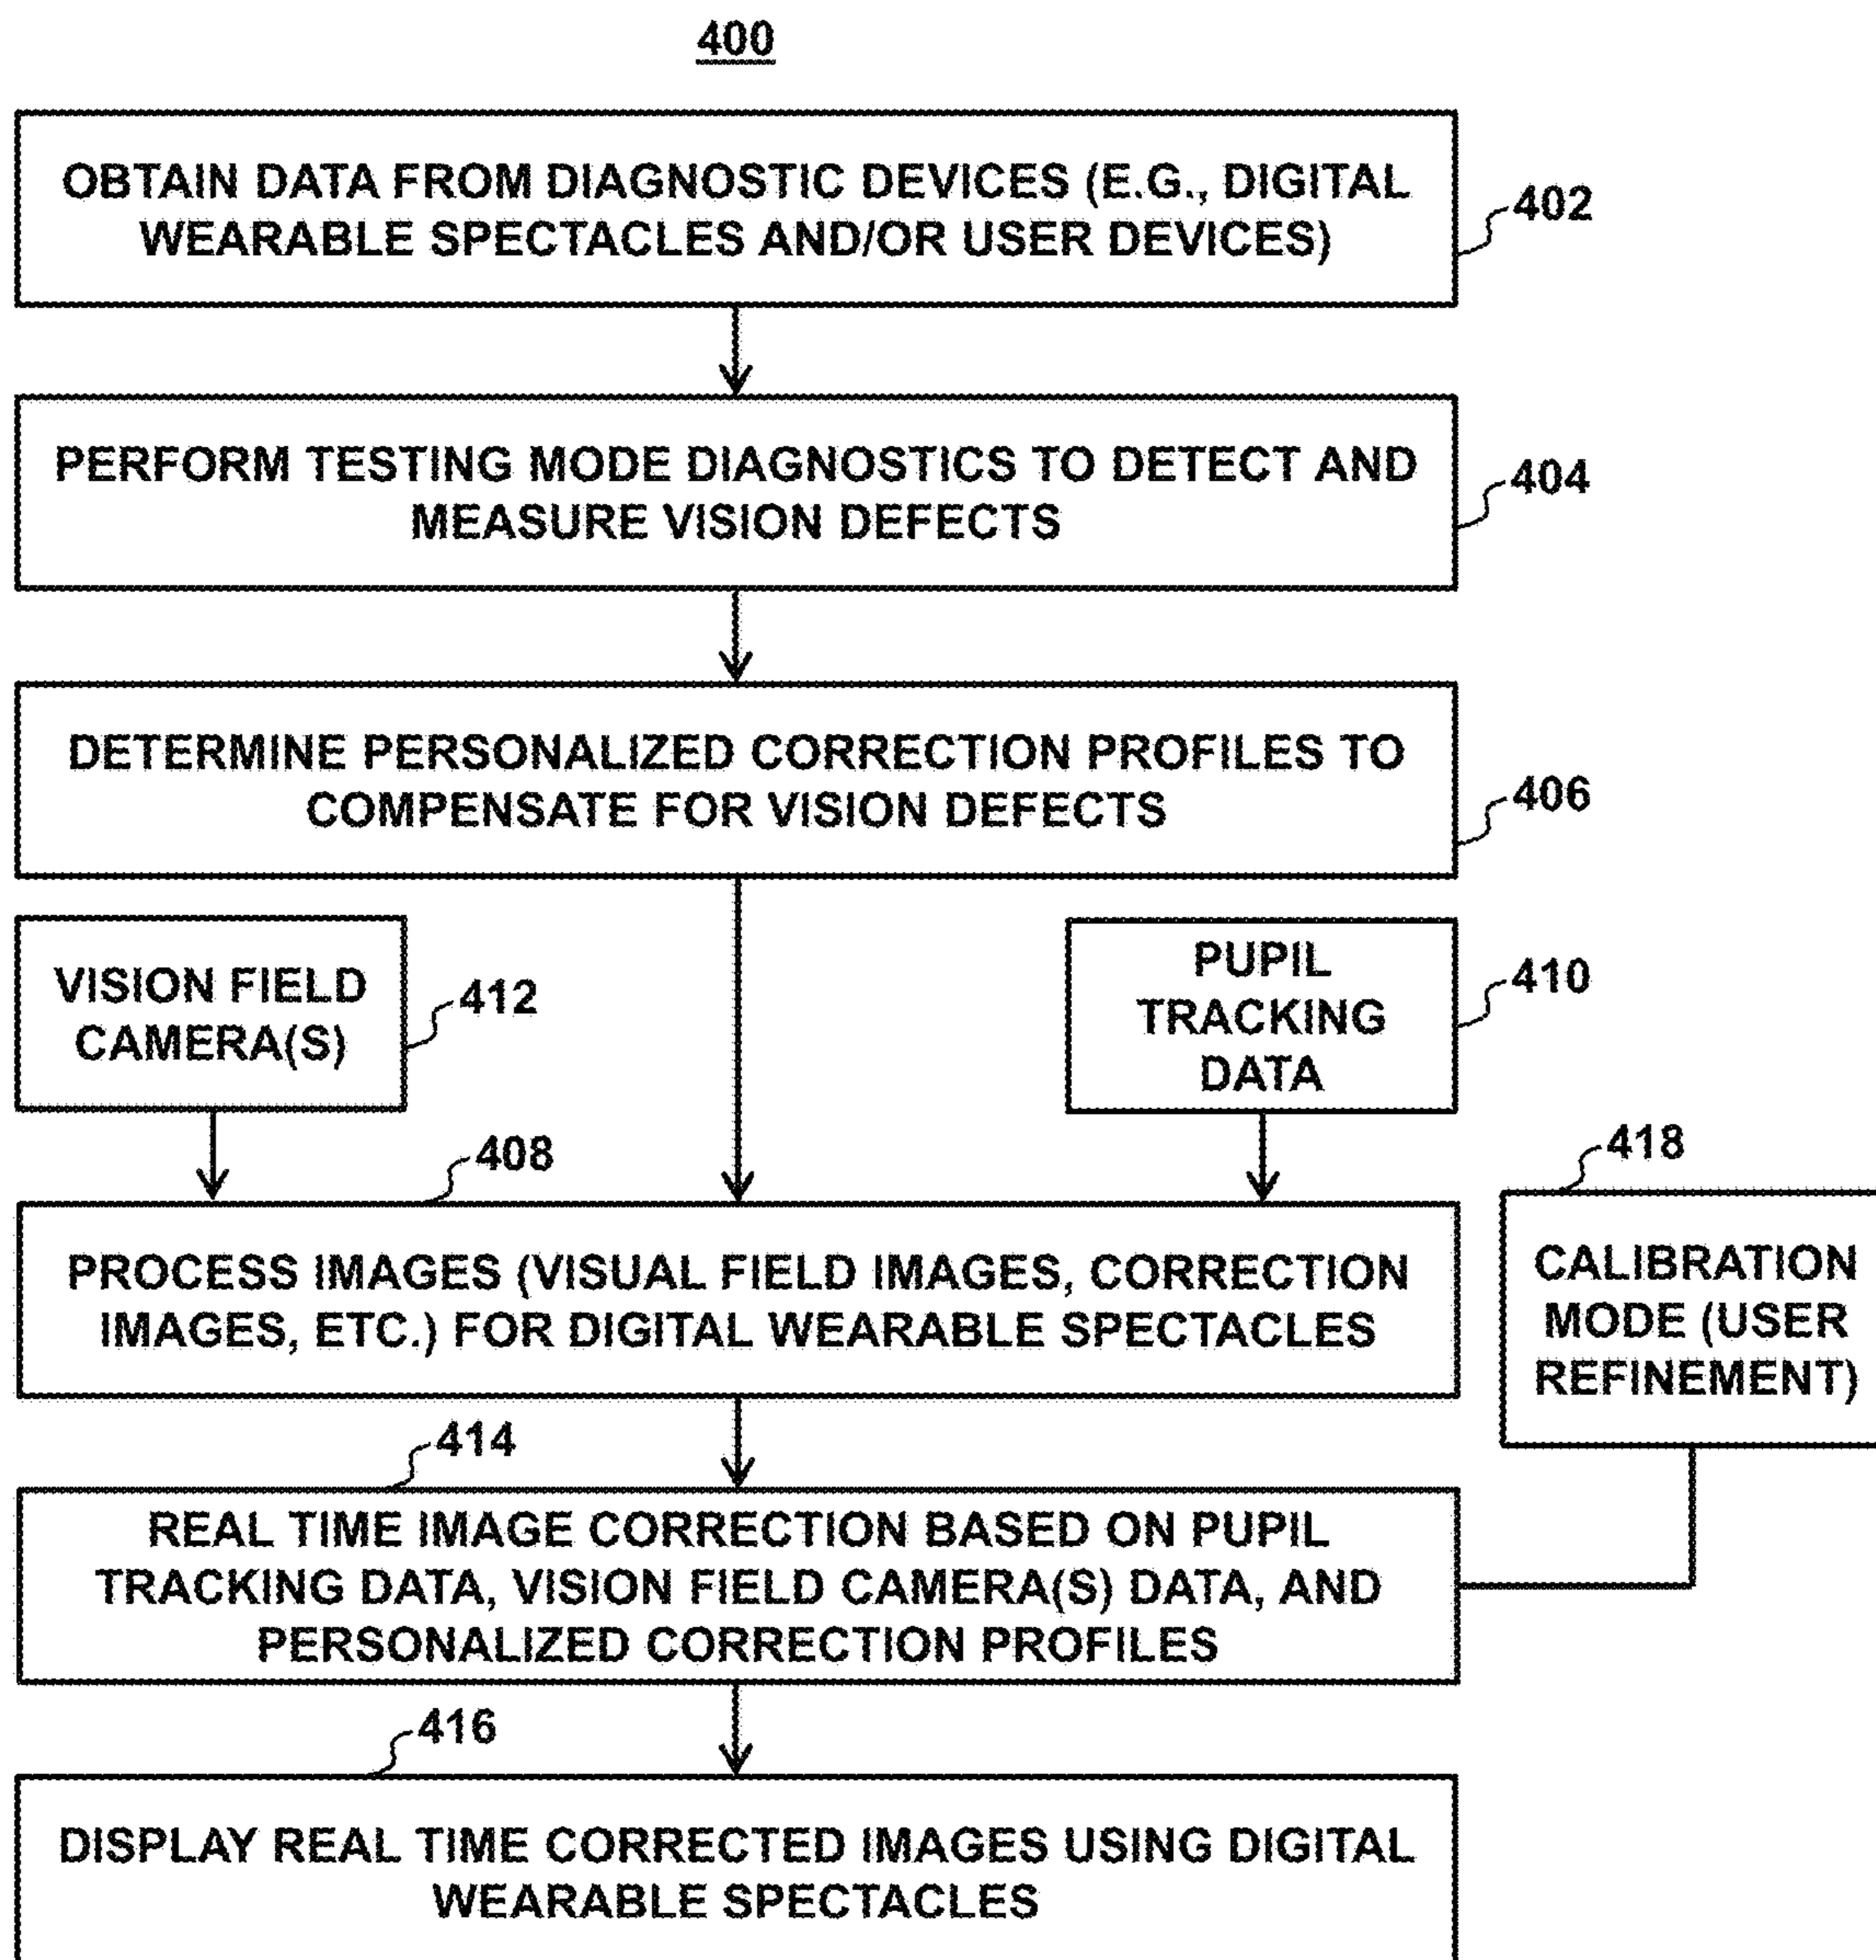 400
OBTAIN DATA FROM DIAGNOSTIC DEVICES (E.G., DIGITAL
WEARABLE SPECTACLES AND/OR USER DEVICES)
402
PERFORM TESTING MODE DIAGNOSTICS TO DETECT AND
MEASURE VISION DEFECTS
404
DETERMINE PERSONALIZED CORRECTION PROFILES TO
COMPENSATE FOR VISION DEFECTS
406
VISION FIELD
CAMERA(S)
412
PUPIL
TRACKING
DATA
410
408
PROCESS IMAGES (VISUAL FIELD IMAGES, CORRECTION
IMAGES, ETC.) FOR DIGITAL WEARABLE SPECTACLES
418
CALIBRATION
MODE (USER
REFINEMENT)
414
REAL TIME IMAGE CORRECTION BASED ON PUPIL
TRACKING DATA, VISION FIELD CAMERA(S) DATA, AND
PERSONALIZED CORRECTION PROFILES
416
DISPLAY REAL TIME CORRECTED IMAGES USING DIGITAL
WEARABLE SPECTACLES